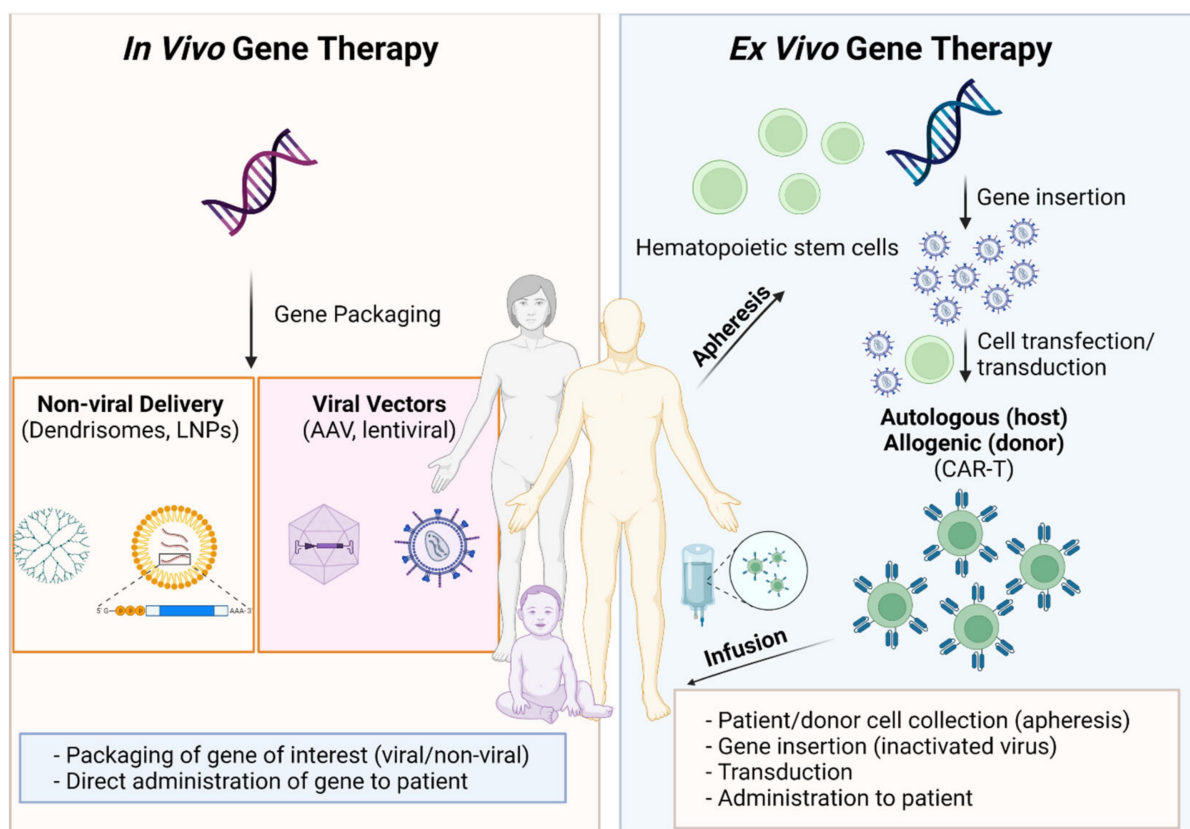 In Vivo Gene Therapy
Gene Packaging
Non-viral Delivery
(Dendrisomes, LNPs)
Viral Vectors
(AAV, lentiviral)
5' G
P P P
AAA-3'
- Packaging of gene of interest (viral/non-viral)
- Direct administration of gene to patient
Ex Vivo Gene Therapy
Hematopoietic stem cells
Gene insertion
Apheresis
Cell transfection/
transduction
Autologous (host)
Allogenic (donor)
(CAR-T)
Infusion
- Patient/donor cell collection (apheresis)
- Gene insertion (inactivated virus)
- Transduction
- Administration to patient